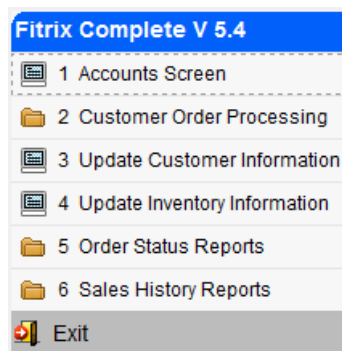 Fitrix Complete V 5.4
1 Accounts Screen
2 Customer Order Processing
3 Update Customer Information
4 Update Inventory Information
5 Order Status Reports
6 Sales History Reports
Exit